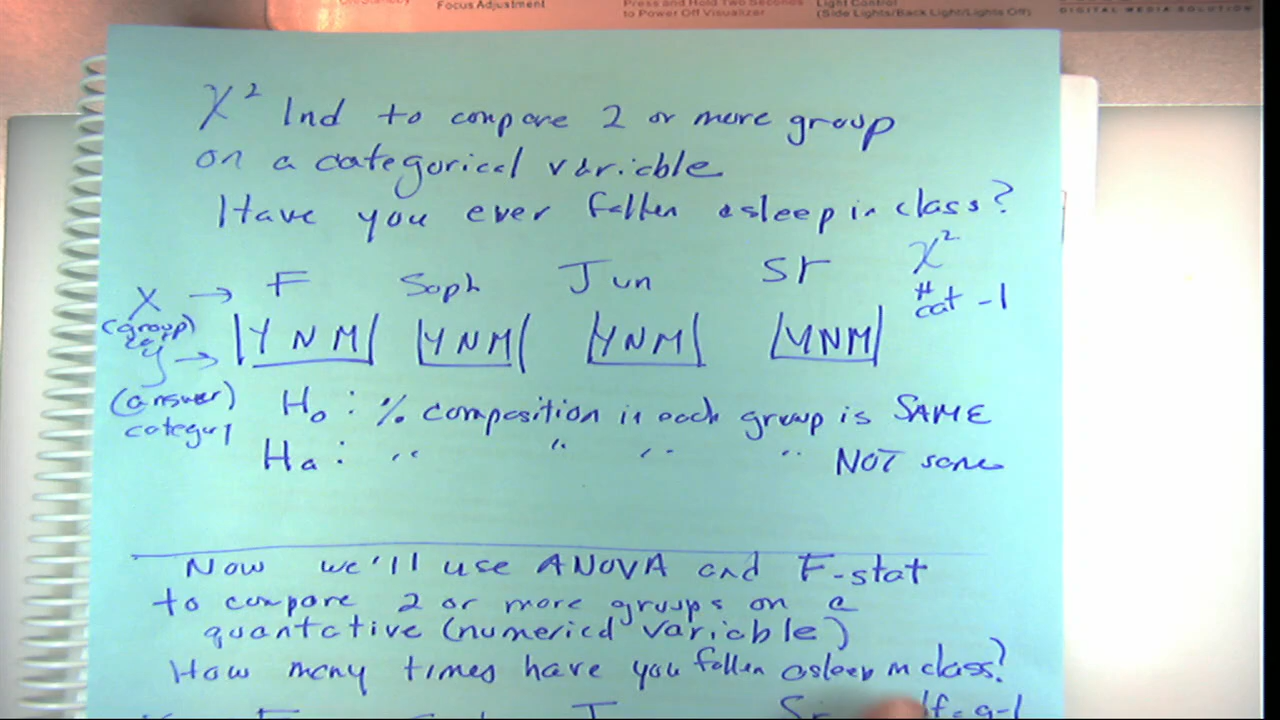 Focus Adjustment
Press and Hold Two Seconds
to Power Off Visualizer
Light Control
(Side Lights/Back Light/Lights Off)
DIGITAL MEDIA SOLUTION
χ² Ind to compare 2 or more group
on a categorical variable
Have you ever fallen asleep in class?
X → F Soph Jun Sr χ²
(group) # cat -1
y → |Y N M| |Y N M| |Y N M| |Y N M|
(answer)
category
H₀ : % composition in each group is SAME
Ha : " " " " NOT same
Now we'll use ANOVA and F-stat
to compare 2 or more groups on a
quantative (numerical variable)
How many times have you fallen asleep in class?
Sr df = g-1